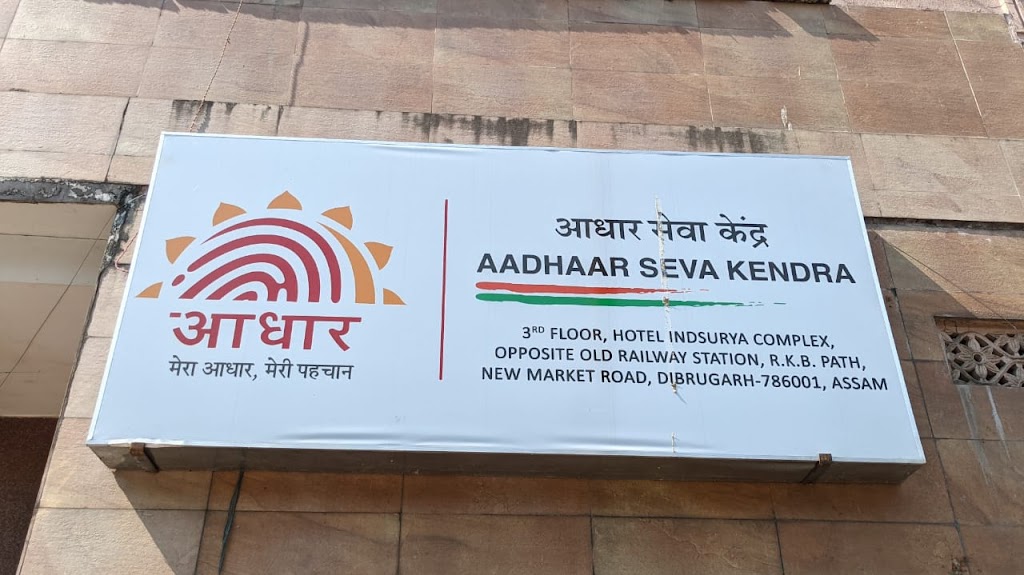 आधार
मेरा आधार, मेरी पहचान
आधार सेवा केंद्र
AADHAAR SEVA KENDRA
3RD FLOOR, HOTEL INDSURYA COMPLEX,
OPPOSITE OLD RAILWAY STATION, R.K.B. PATH,
NEW MARKET ROAD, DIBRUGARH-786001, ASSAM